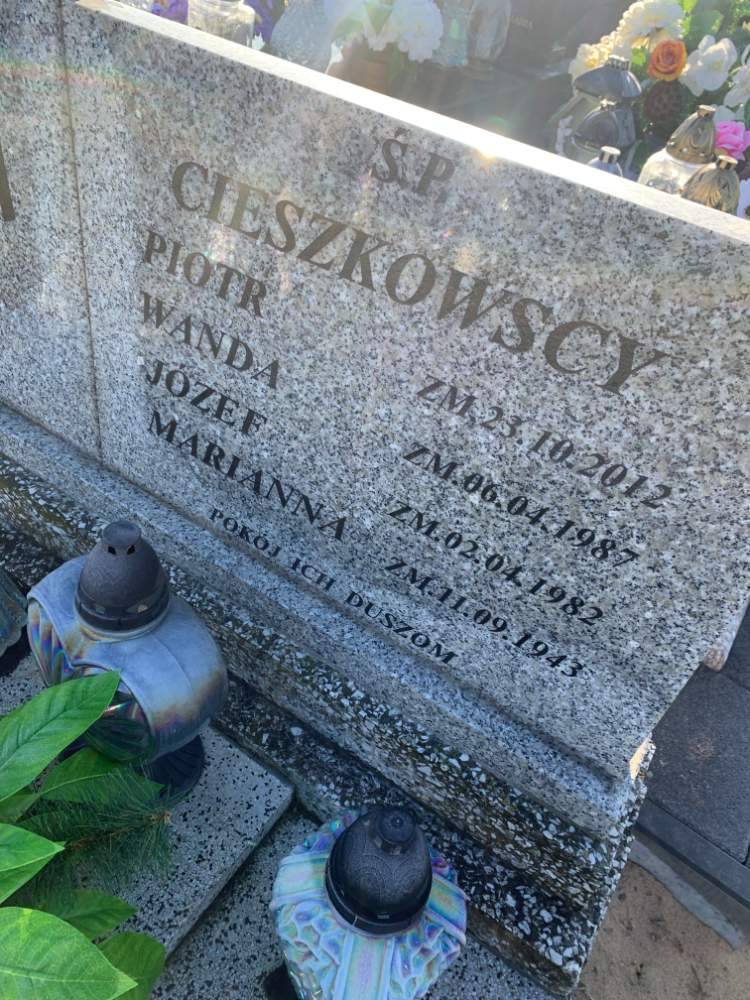 Ś.P.
CIESZKOWSCY
PIOTR ZM.23.10.2012
WANDA ZM.06.04.1987
JÓZEF ZM.02.04.1982
MARIANNA ZM.11.09.1943
POKÓJ ICH DUSZOM